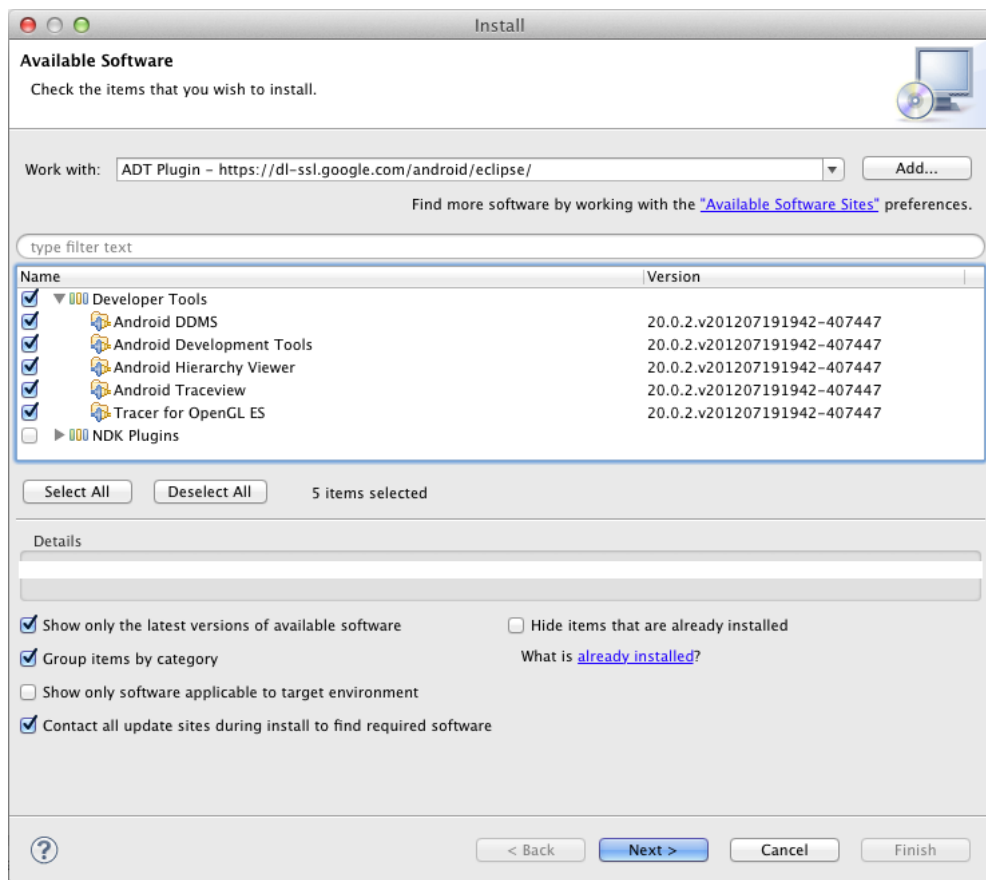 Install
Available Software
Check the items that you wish to install.
Work with: ADT Plugin – https://dl-ssl.google.com/android/eclipse/ Add...
Find more software by working with the "Available Software Sites" preferences.
type filter text
Name Version
Developer Tools
Android DDMS 20.0.2.v201207191942-407447
Android Development Tools 20.0.2.v201207191942-407447
Android Hierarchy Viewer 20.0.2.v201207191942-407447
Android Traceview 20.0.2.v201207191942-407447
Tracer for OpenGL ES 20.0.2.v201207191942-407447
NDK Plugins
Select All Deselect All 5 items selected
Details
Show only the latest versions of available software Hide items that are already installed
Group items by category What is already installed?
Show only software applicable to target environment
Contact all update sites during install to find required software
? < Back Next > Cancel Finish